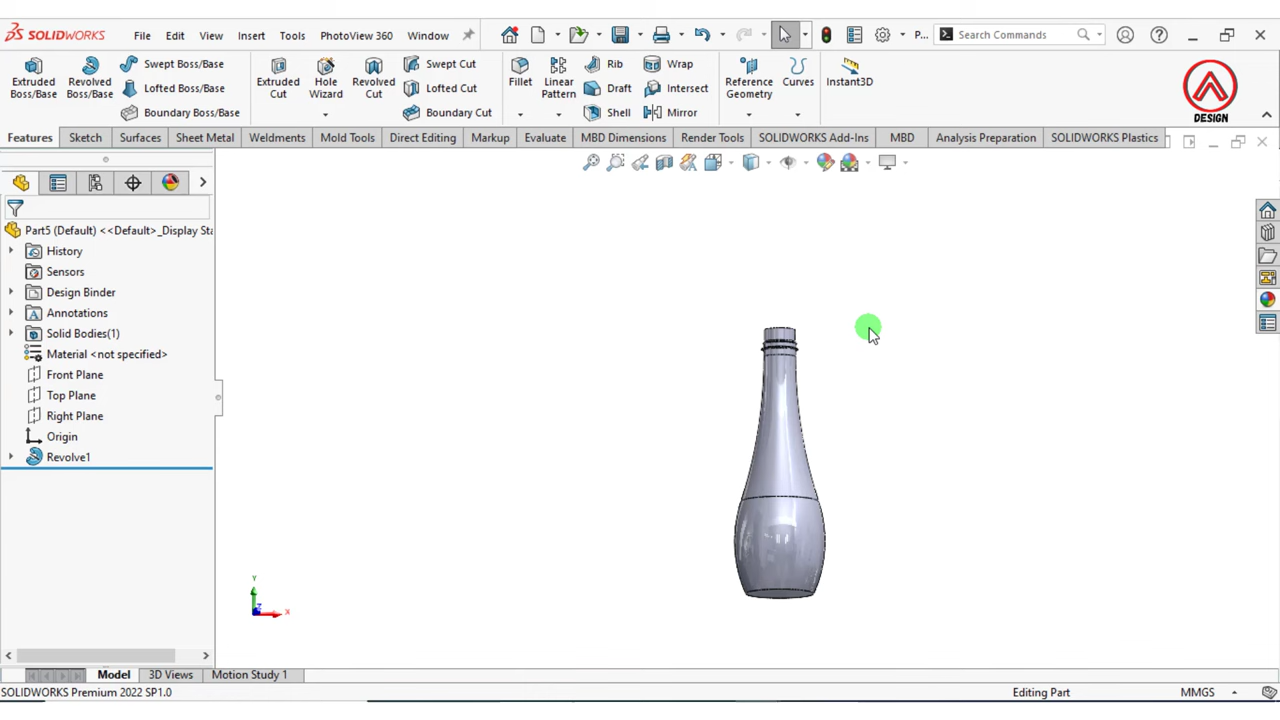 SOLIDWORKS File Edit View Insert Tools PhotoView 360 Window P... Search Commands
Extruded Boss/Base
Revolved Boss/Base
Swept Boss/Base
Lofted Boss/Base
Boundary Boss/Base
Extruded Cut
Hole Wizard
Revolved Cut
Swept Cut
Lofted Cut
Boundary Cut
Fillet
Linear Pattern
Rib
Draft
Shell
Wrap
Intersect
Mirror
Reference Geometry
Curves
Instant3D
DESIGN
Features Sketch Surfaces Sheet Metal Weldments Mold Tools Direct Editing Markup Evaluate MBD Dimensions Render Tools SOLIDWORKS Add-Ins MBD Analysis Preparation SOLIDWORKS Plastics
Part5 (Default) <<Default>_Display Sta
History
Sensors
Design Binder
Annotations
Solid Bodies(1)
Material <not specified>
Front Plane
Top Plane
Right Plane
Origin
Revolve1
Y
Z
X
Model 3D Views Motion Study 1
SOLIDWORKS Premium 2022 SP1.0 Editing Part MMGS